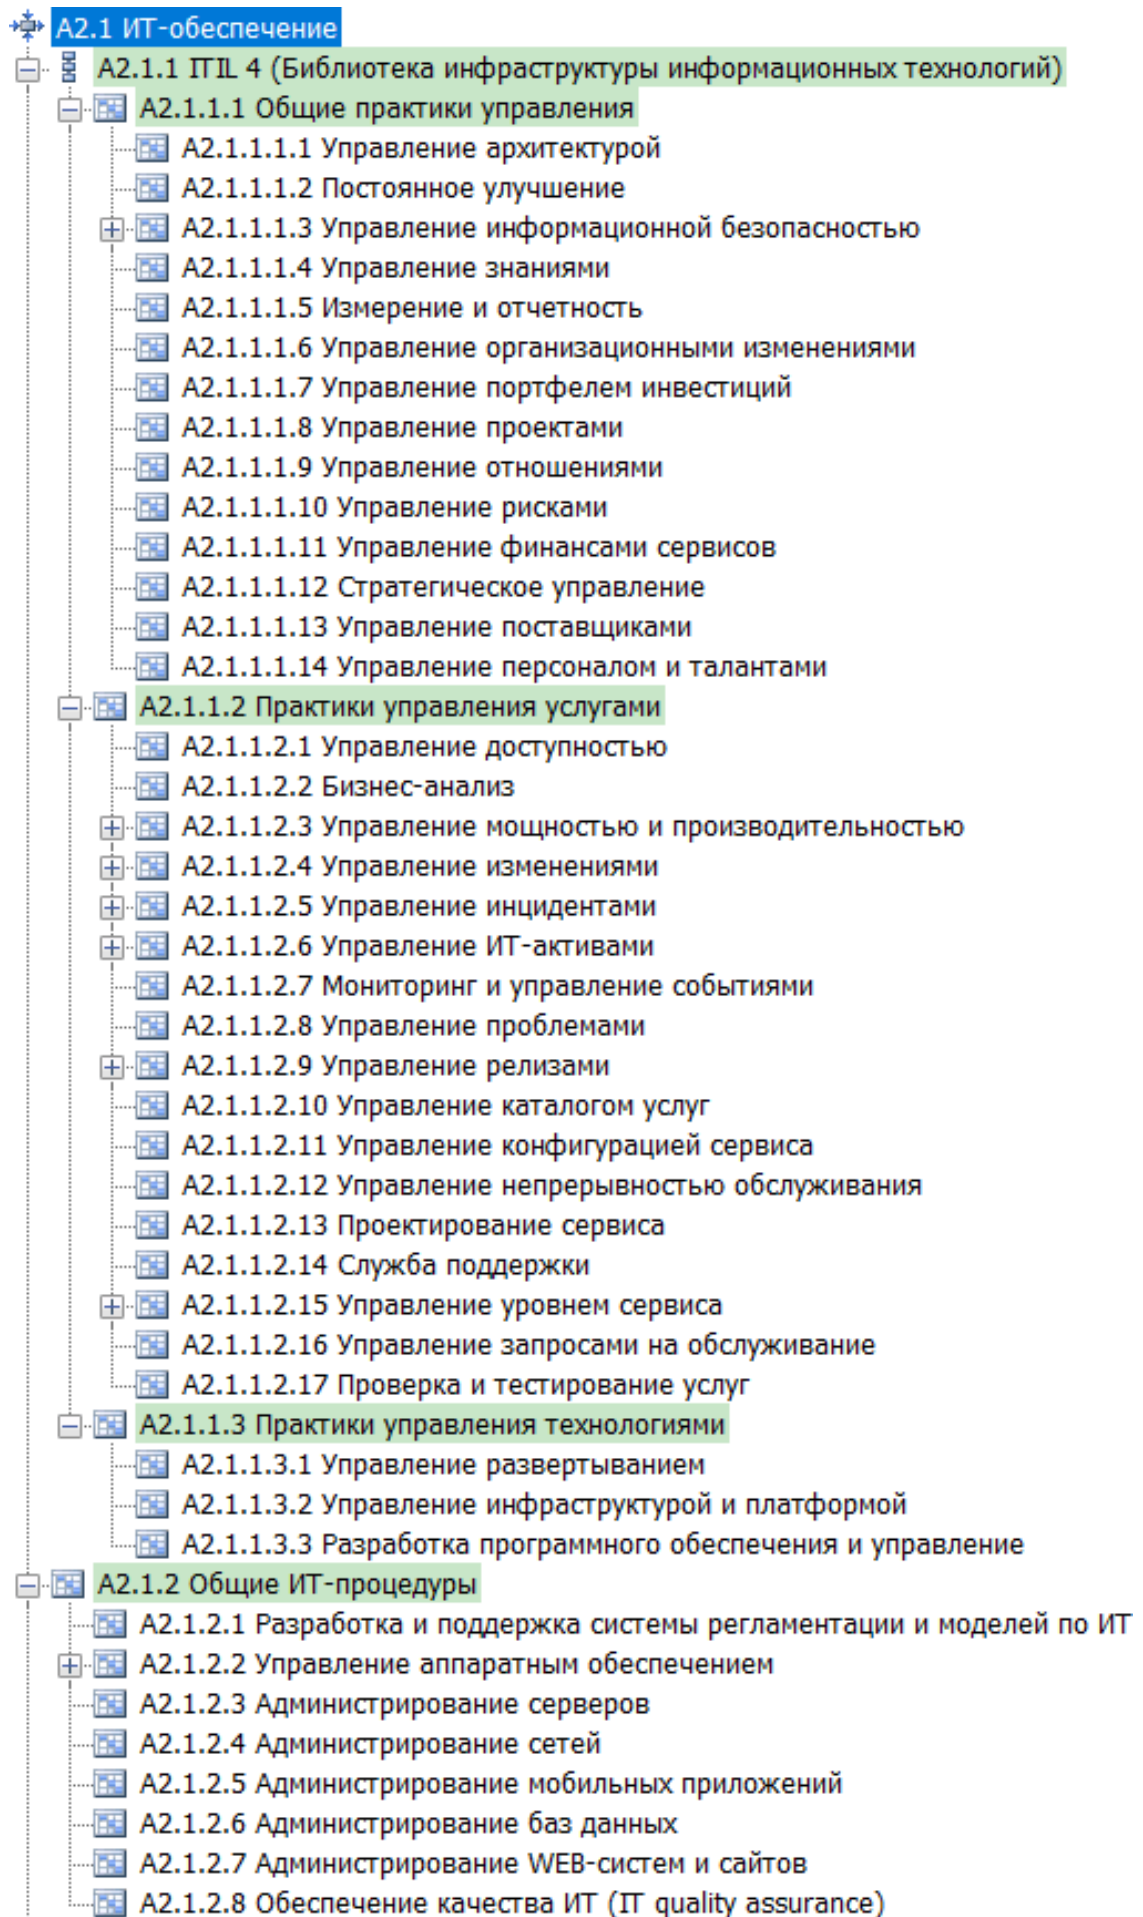 A2.1 ИТ-обеспечение
A2.1.1 ITIL 4 (Библиотека инфраструктуры информационных технологий)
A2.1.1.1 Общие практики управления
A2.1.1.1.1 Управление архитектурой
A2.1.1.1.2 Постоянное улучшение
A2.1.1.1.3 Управление информационной безопасностью
A2.1.1.1.4 Управление знаниями
A2.1.1.1.5 Измерение и отчетность
A2.1.1.1.6 Управление организационными изменениями
A2.1.1.1.7 Управление портфелем инвестиций
A2.1.1.1.8 Управление проектами
A2.1.1.1.9 Управление отношениями
A2.1.1.1.10 Управление рисками
A2.1.1.1.11 Управление финансами сервисов
A2.1.1.1.12 Стратегическое управление
A2.1.1.1.13 Управление поставщиками
A2.1.1.1.14 Управление персоналом и талантами
A2.1.1.2 Практики управления услугами
A2.1.1.2.1 Управление доступностью
A2.1.1.2.2 Бизнес-анализ
A2.1.1.2.3 Управление мощностью и производительностью
A2.1.1.2.4 Управление изменениями
A2.1.1.2.5 Управление инцидентами
A2.1.1.2.6 Управление ИТ-активами
A2.1.1.2.7 Мониторинг и управление событиями
A2.1.1.2.8 Управление проблемами
A2.1.1.2.9 Управление релизами
A2.1.1.2.10 Управление каталогом услуг
A2.1.1.2.11 Управление конфигурацией сервиса
A2.1.1.2.12 Управление непрерывностью обслуживания
A2.1.1.2.13 Проектирование сервиса
A2.1.1.2.14 Служба поддержки
A2.1.1.2.15 Управление уровнем сервиса
A2.1.1.2.16 Управление запросами на обслуживание
A2.1.1.2.17 Проверка и тестирование услуг
A2.1.1.3 Практики управления технологиями
A2.1.1.3.1 Управление развертыванием
A2.1.1.3.2 Управление инфраструктурой и платформой
A2.1.1.3.3 Разработка программного обеспечения и управление
A2.1.2 Общие ИТ-процедуры
A2.1.2.1 Разработка и поддержка системы регламентации и моделей по ИТ
A2.1.2.2 Управление аппаратным обеспечением
A2.1.2.3 Администрирование серверов
A2.1.2.4 Администрирование сетей
A2.1.2.5 Администрирование мобильных приложений
A2.1.2.6 Администрирование баз данных
A2.1.2.7 Администрирование WEB-систем и сайтов
A2.1.2.8 Обеспечение качества ИТ (IT quality assurance)